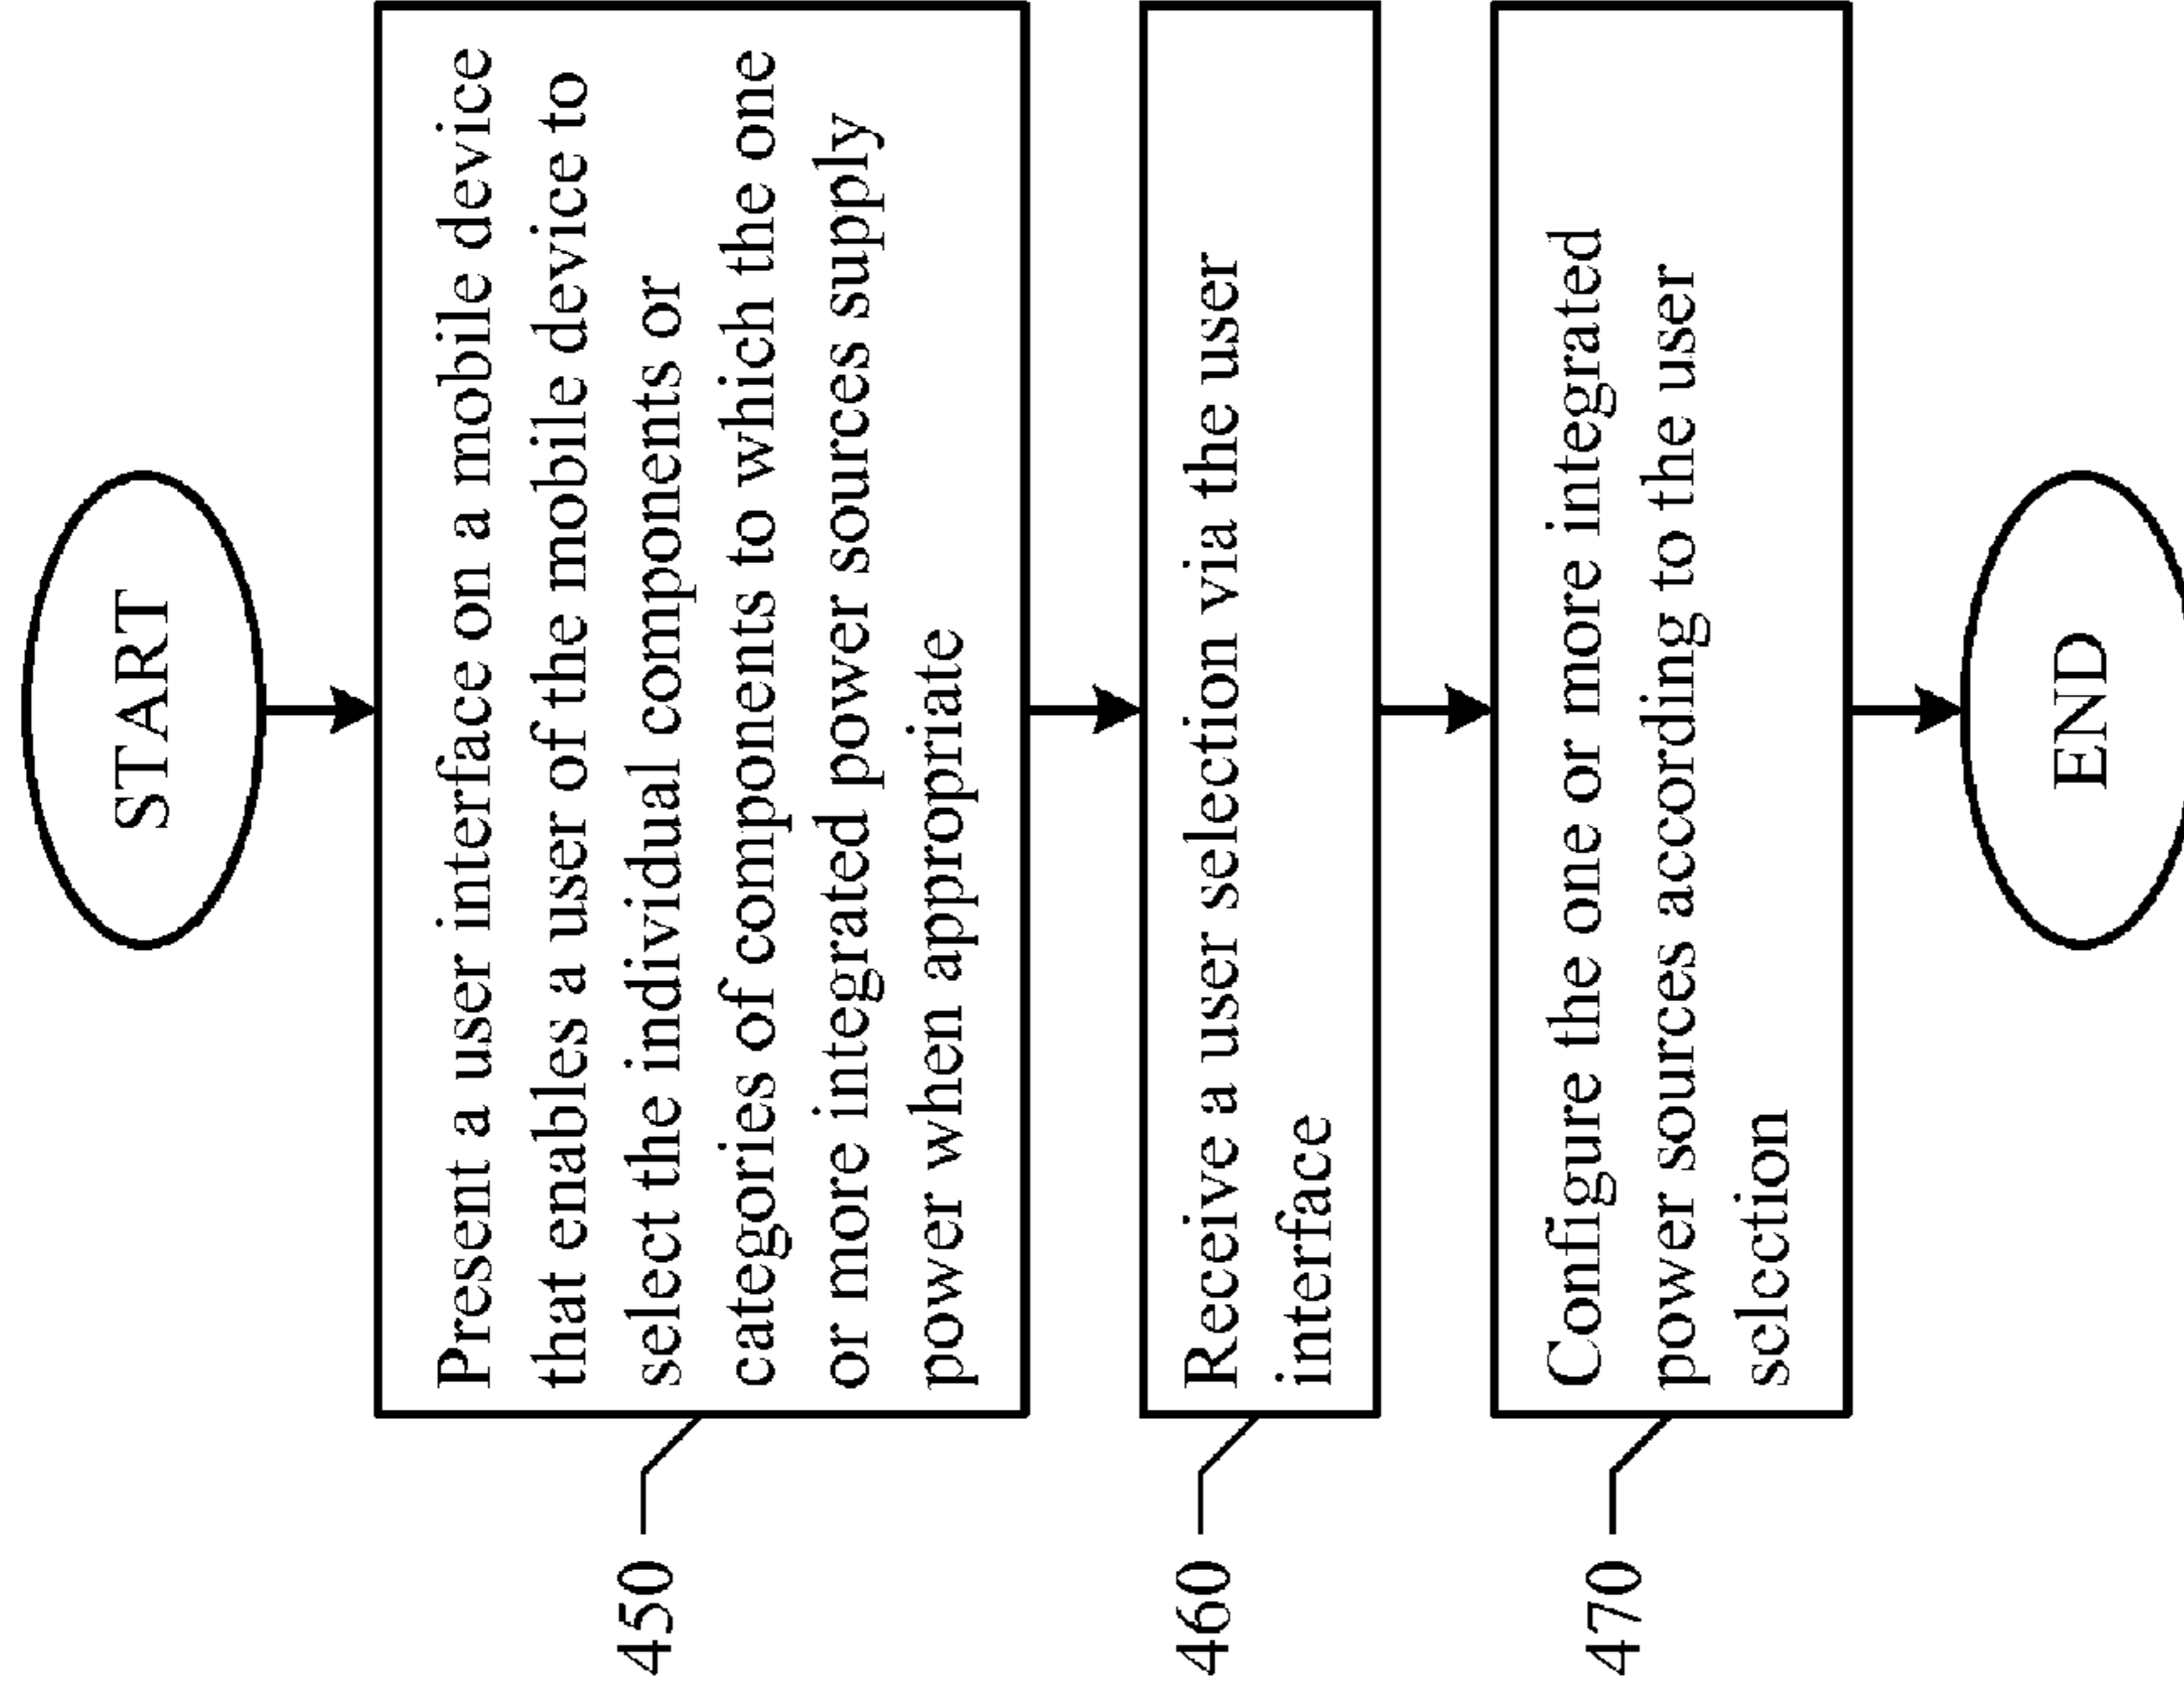 START
450
Present a user interface on a mobile device
that enables a user of the mobile device to
select the individual components or
categories of components to which the one
or more integrated power sources supply
power when appropriate
460
Receive a user selection via the user
interface
470
Configure the one or more integrated
power sources according to the user
selection
END